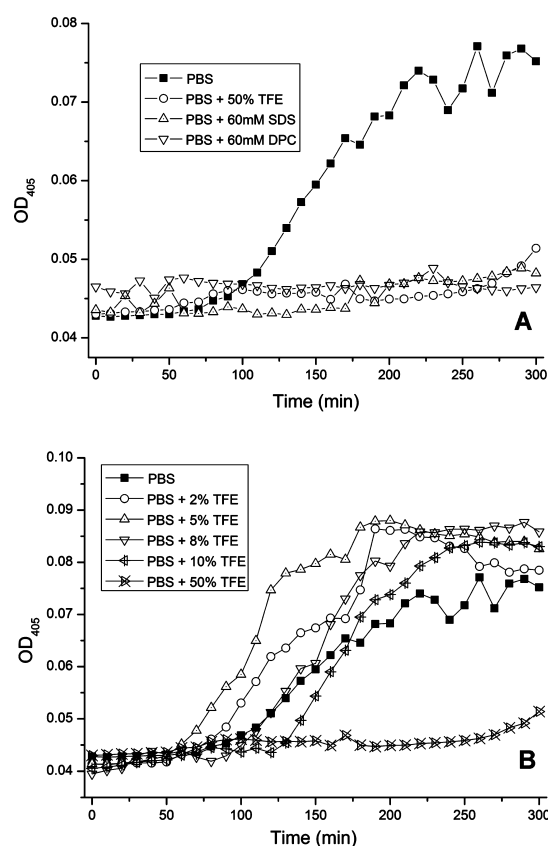 0.08
0.07
0.06
0.05
0.04
OD405
PBS
PBS + 50% TFE
PBS + 60mM SDS
PBS + 60mM DPC
A
0 50 100 150 200 250 300
Time (min)
0.10
0.09
0.08
0.07
0.06
0.05
0.04
OD405
PBS
PBS + 2% TFE
PBS + 5% TFE
PBS + 8% TFE
PBS + 10% TFE
PBS + 50% TFE
B
0 50 100 150 200 250 300
Time (min)